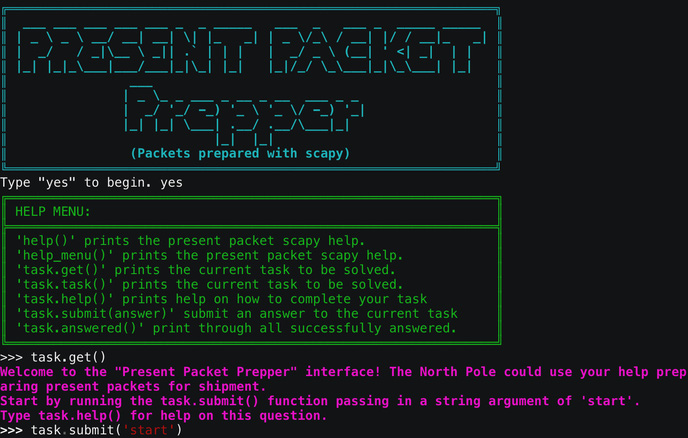 PRESENT PACKET
Prepper
(Packets prepared with scapy)
Type "yes" to begin. yes
HELP MENU:
'help()' prints the present packet scapy help.
'help_menu()' prints the present packet scapy help.
'task.get()' prints the current task to be solved.
'task.task()' prints the current task to be solved.
'task.help()' prints help on how to complete your task
'task.submit(answer)' submit an answer to the current task
'task.answered()' print through all successfully answered.
>>> task.get()
Welcome to the "Present Packet Prepper" interface! The North Pole could use your help prep
aring present packets for shipment.
Start by running the task.submit() function passing in a string argument of 'start'.
Type task.help() for help on this question.
>>> task.submit('start')